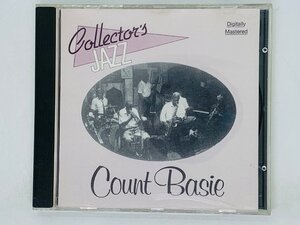 Collector's
JAZZ
Digitally
Mastered
Count Basie